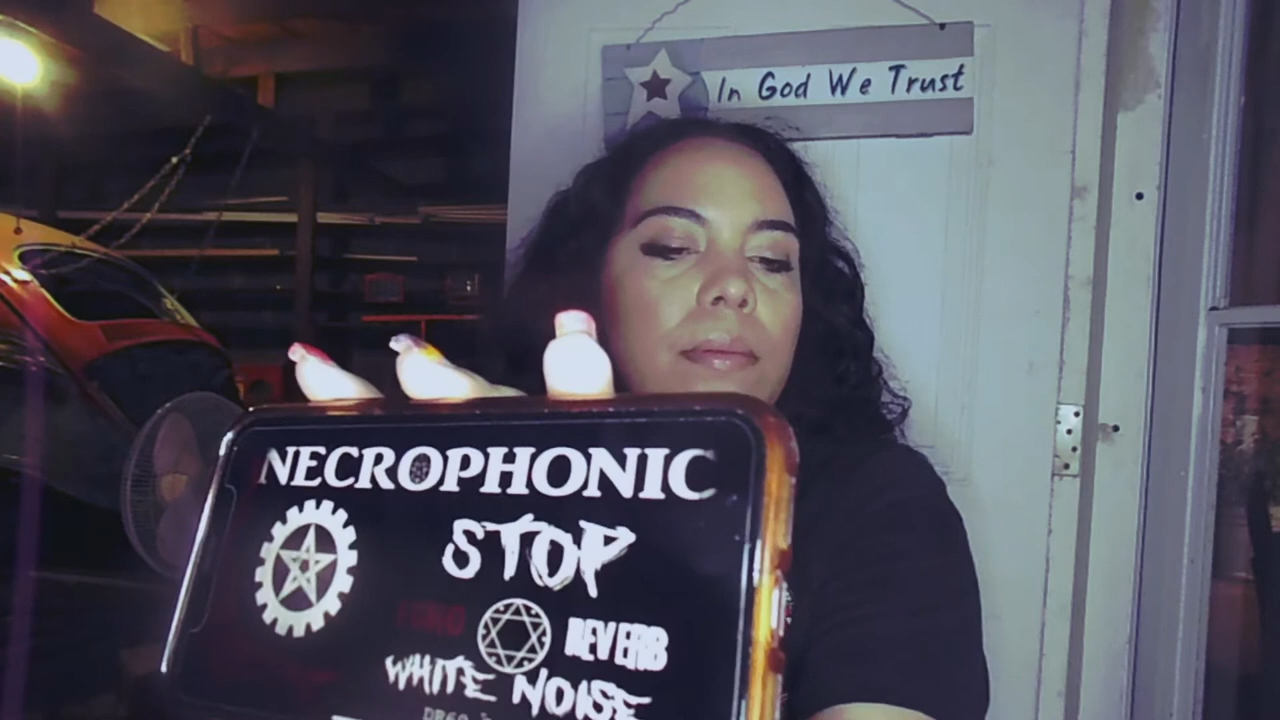 In God We Trust
NECROPHONIC
STOP
REVERB
WHITE NOISE